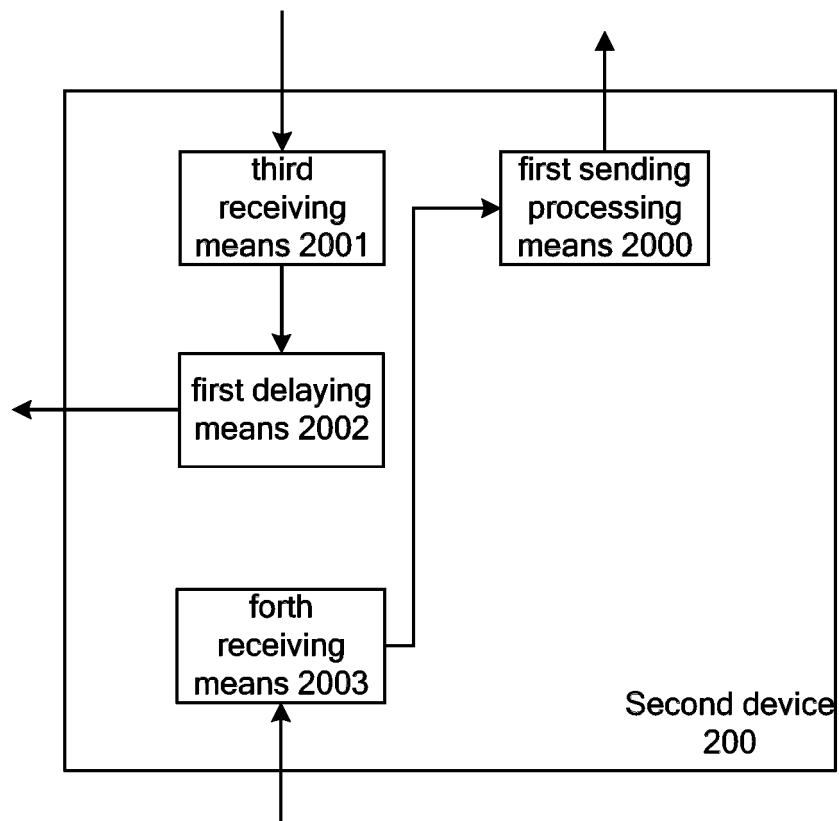 third
receiving
means 2001
first sending
processing
means 2000
first delaying
means 2002
forth
receiving
means 2003
Second device
200